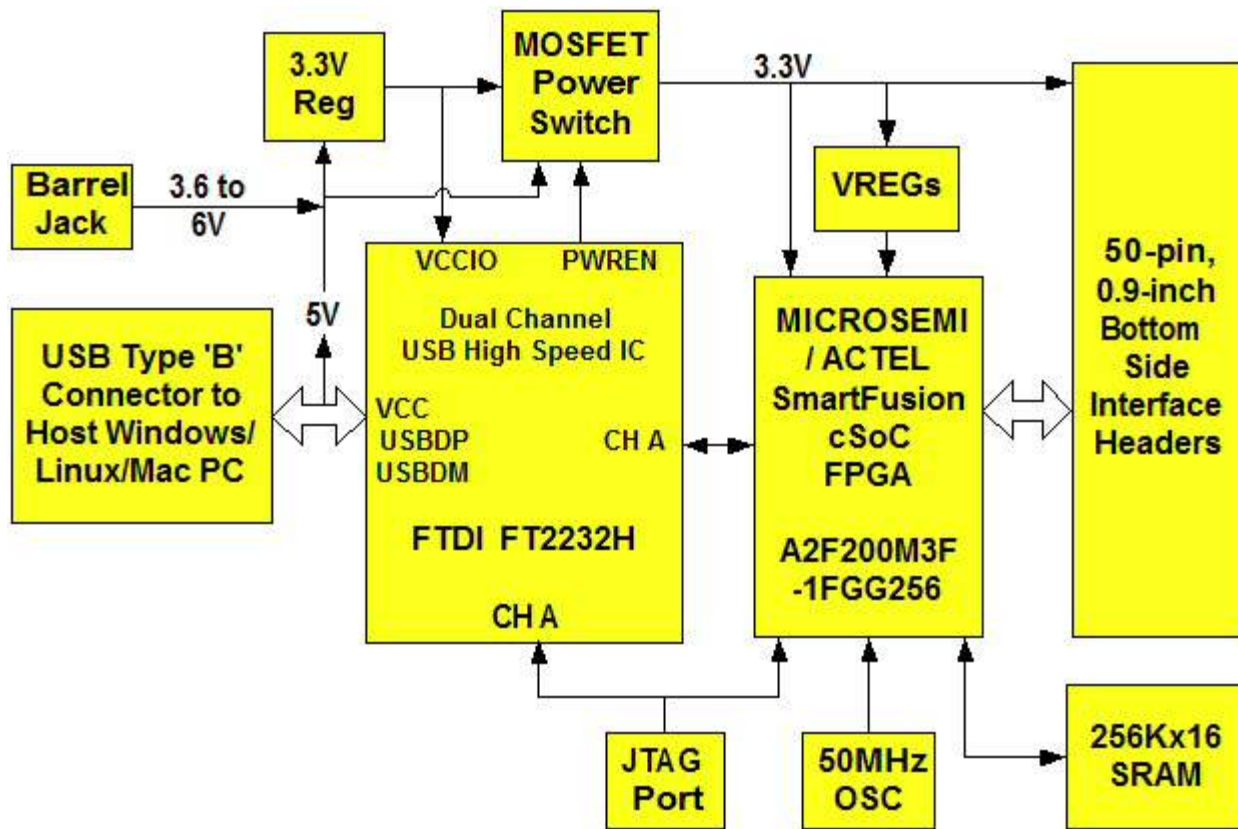 3.3V
Reg
MOSFET
Power
Switch
3.3V
Barrel
Jack
3.6 to
6V
VREGs
5V
USB Type 'B'
Connector to
Host Windows/
Linux/Mac PC
VCCIO PWREN
Dual Channel
USB High Speed IC
VCC
USBDP
USBDM
CH A
FTDI FT2232H
CH A
MICROSEMI
/ ACTEL
SmartFusion
cSoC
FPGA
A2F200M3F
-1FGG256
50-pin,
0.9-inch
Bottom
Side
Interface
Headers
JTAG
Port
50MHz
OSC
256Kx16
SRAM